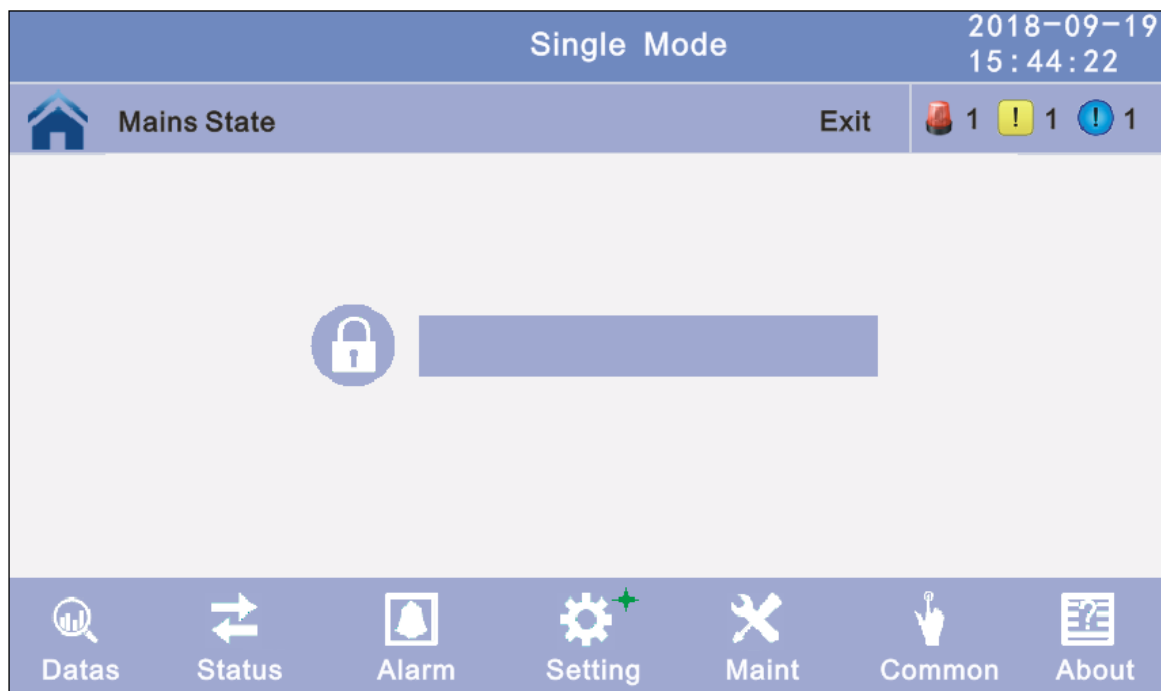 Single Mode
2018-09-19
15:44:22
Mains State
Exit
1
! 1
! 1
Datas
Status
Alarm
Setting
Maint
Common
About